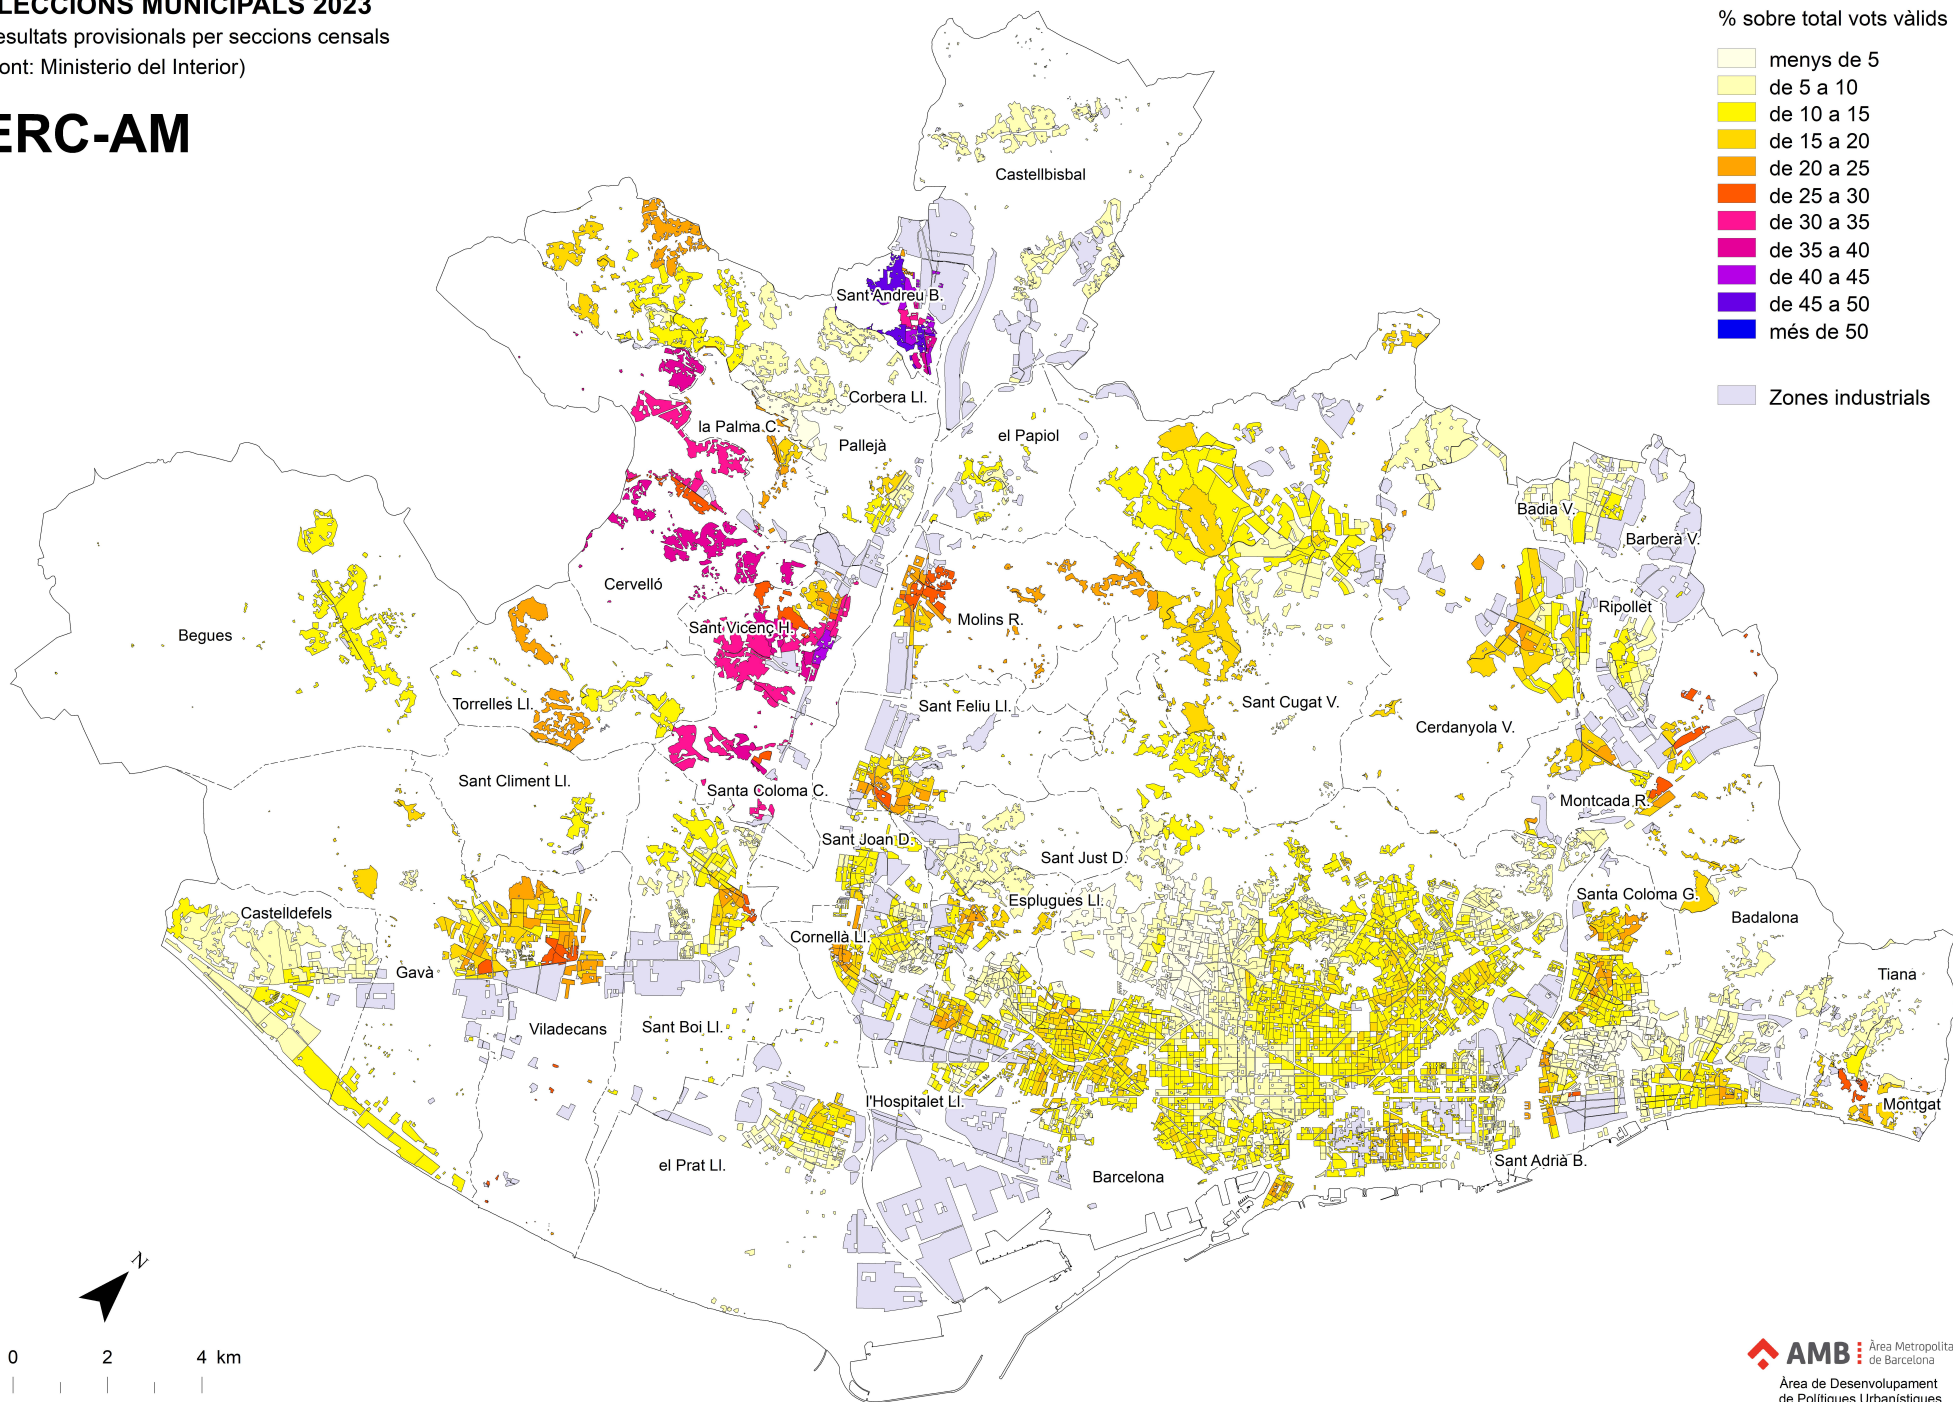 LECCIONS MUNICIPALS 2023
esultats provisionals per seccions censals
ont: Ministerio del Interior)
ERC-AM
% sobre total vots vàlids
menys de 5
de 5 a 10
de 10 a 15
de 15 a 20
de 20 a 25
de 25 a 30
de 30 a 35
de 35 a 40
de 40 a 45
de 45 a 50
més de 50
Zones industrials
Castellbisbal
Sant Andreu B.
Corbera Ll.
la Palma C.
Pallejà
el Papiol
Badia V.
Barberà V.
Cervelló
Ripollet
Begues
Sant Vicenç H.
Molins R.
Torrelles Ll.
Sant Feliu Ll.
Sant Cugat V.
Cerdanyola V.
Sant Climent Ll.
Santa Coloma C.
Montcada R.
Sant Joan D.
Sant Just D.
Esplugues Ll.
Santa Coloma G.
Castelldefels
Badalona
Cornellà Ll.
Gavà
Tiana
Viladecans
Sant Boi Ll.
l'Hospitalet Ll.
Montgat
el Prat Ll.
Barcelona
Sant Adrià B.
N
0 2 4 km
AMB
Àrea Metropolita
de Barcelona
Àrea de Desenvolupament
de Polítiques Urbanístiques